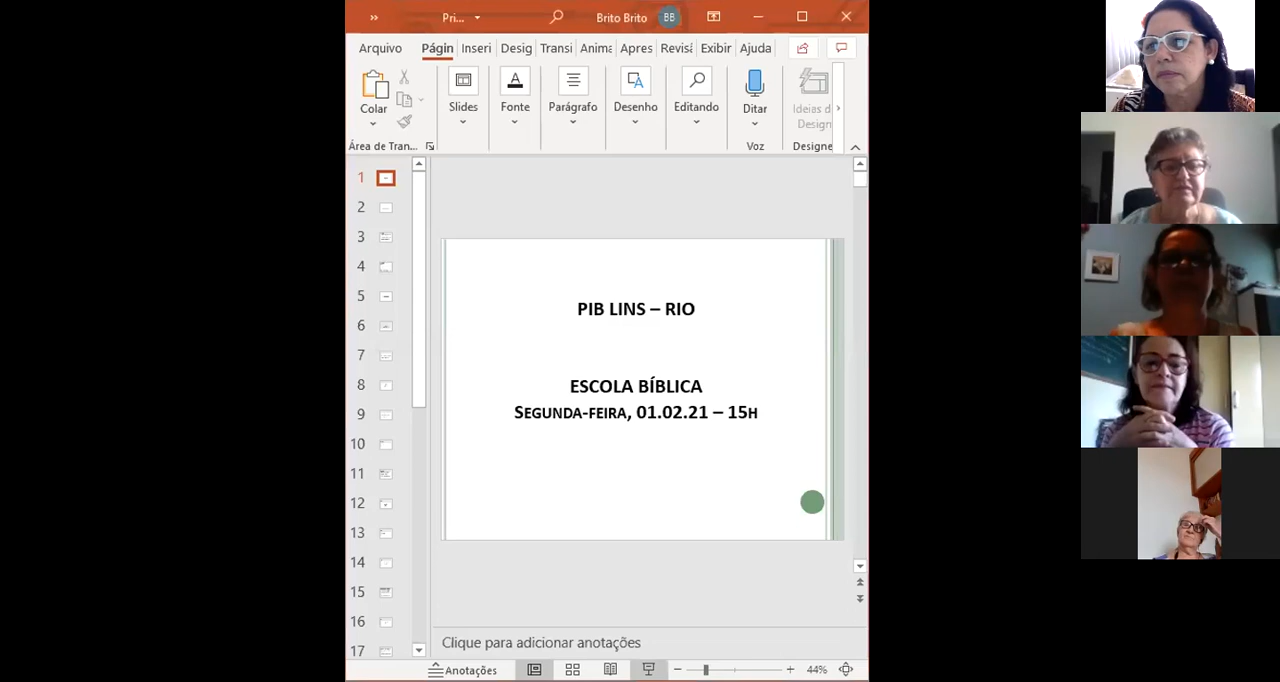 »
Pri...
Brito Brito
BB
Arquivo
Págin
Inseri
Desig
Transi
Anima
Apres
Revisã
Exibir
Ajuda
Colar
Slides
Fonte
Parágrafo
Desenho
Editando
Ditar
Ideias d
Design
Área de Tran...
Voz
Designe
1
2
3
4
5
6
7
8
9
10
11
12
13
14
15
16
17
PIB LINS – RIO
ESCOLA BÍBLICA
SEGUNDA-FEIRA, 01.02.21 – 15H
Clique para adicionar anotações
Anotações
44%